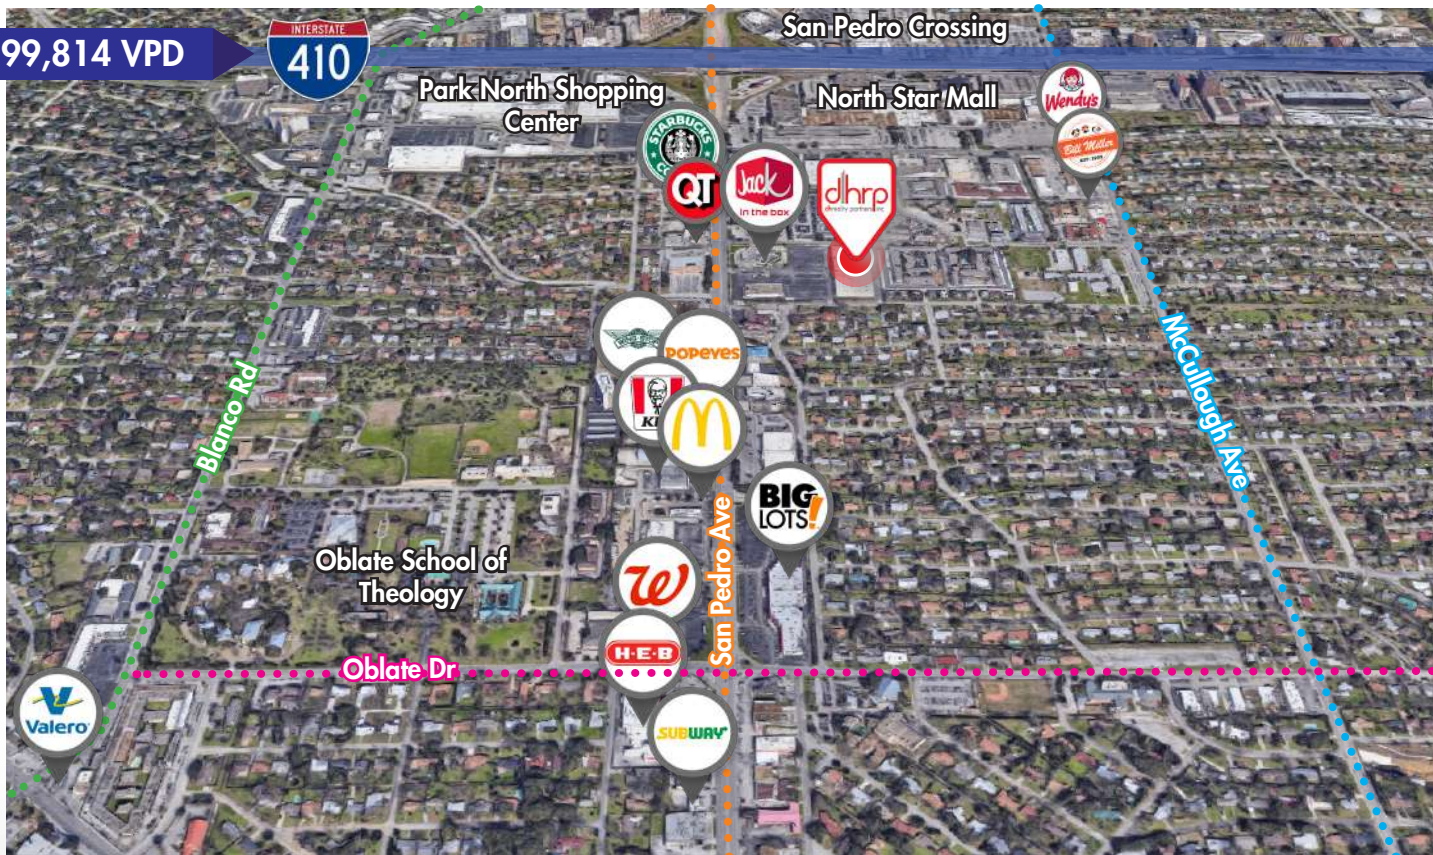 San Pedro Crossing
99,814 VPD
INTERSTATE
410
Park North Shopping
Center
North Star Mall
Wendy's
STARBUCKS
Bill Miller
QT
Jack
in the box
dhrp
POPEYES
KF
Blanco Rd
McCullough Ave
BIG
LOTS!
San Pedro Ave
Oblate School of
Theology
W
H-E-B
Oblate Dr
Valero
SUBWAY